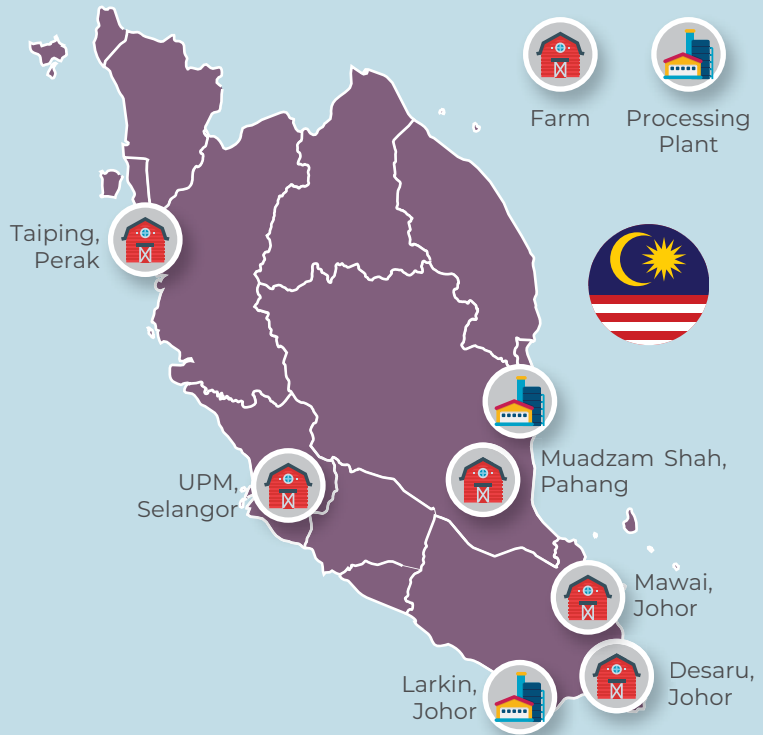 Farm
Processing
Plant
Taiping,
Perak
UPM,
Selangor
Muadzam Shah,
Pahang
Mawai,
Johor
Larkin,
Johor
Desaru,
Johor